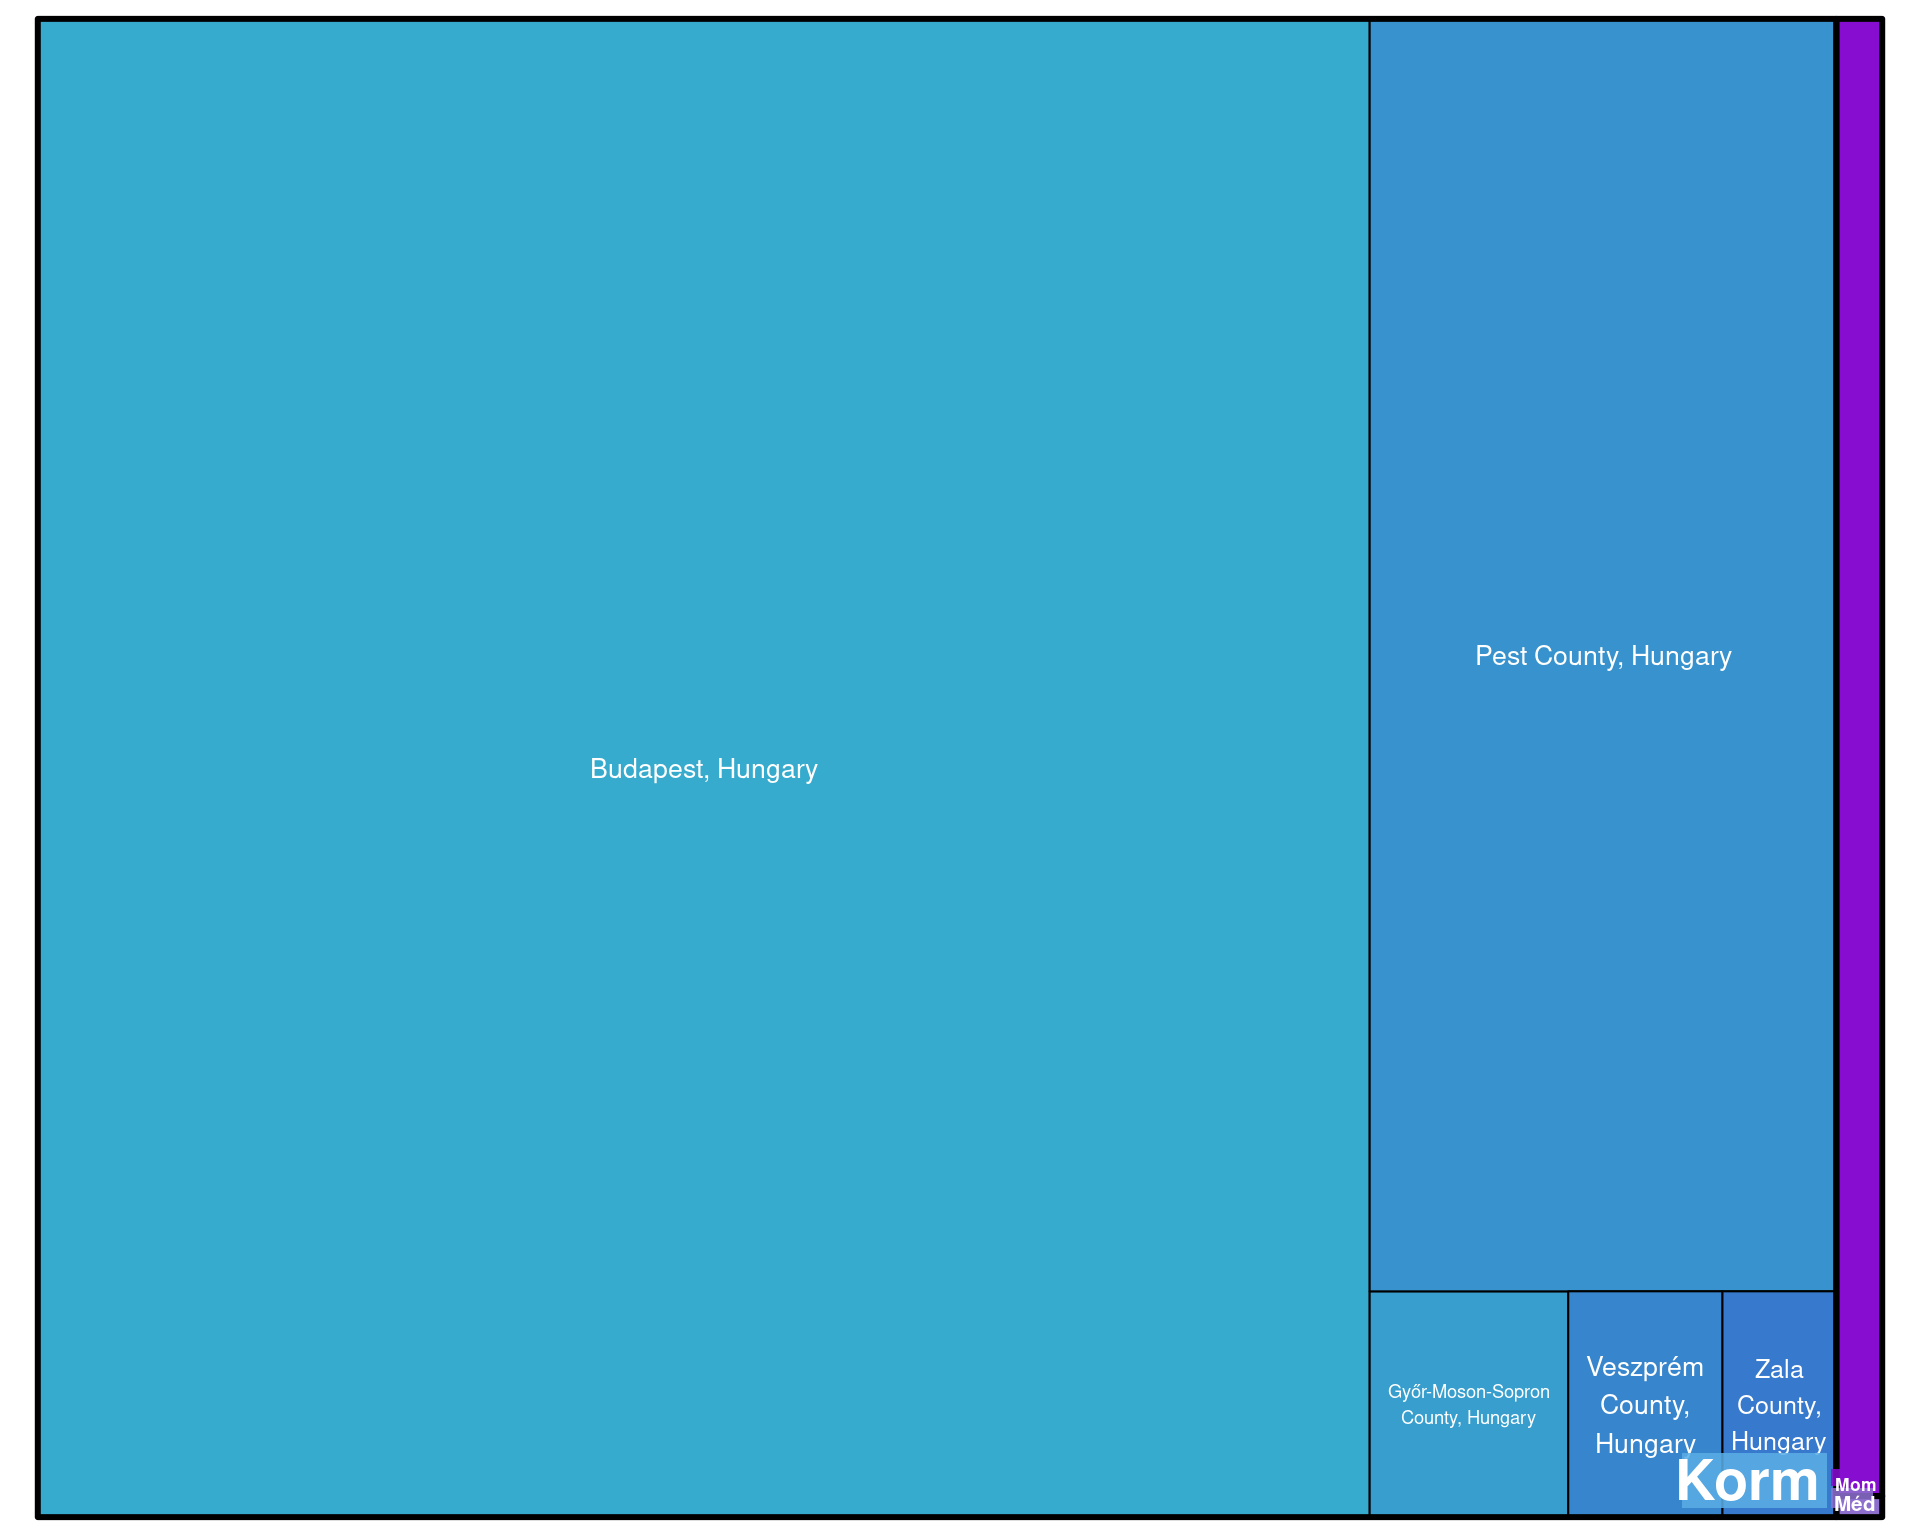 Budapest, Hungary
Pest County, Hungary
Győr-Moson-Sopron
County, Hungary
Veszprém
County,
Hungary
Zala
County,
Hungary
Korm
Mom
Méd